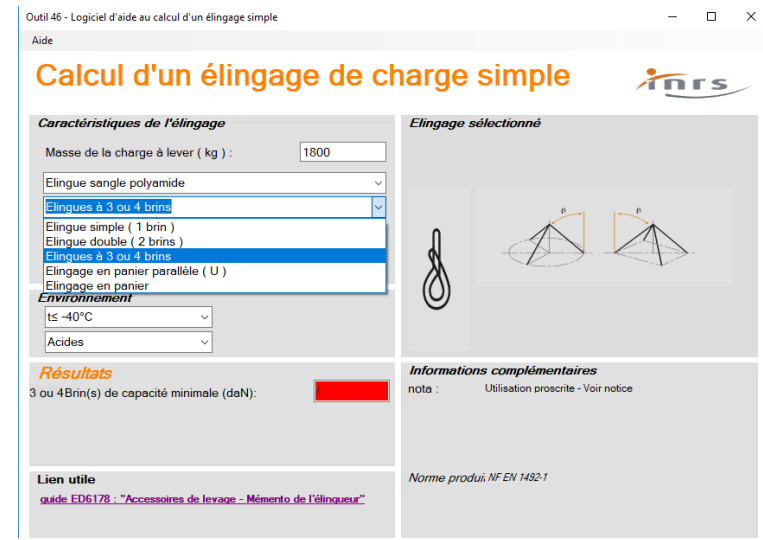 Outil 46 - Logiciel d'aide au calcul d'un élingage simple
Aide
Calcul d'un élingage de charge simple
inrs
Caractéristiques de l'élingage
Masse de la charge à lever ( kg ) :
1800
Elingue sangle polyamide
Elingues à 3 ou 4 brins
Elingue simple ( 1 brin )
Elingue double ( 2 brins )
Elingues à 3 ou 4 brins
Elingage en panier parallèle ( U )
Elingage en panier
Environnement
t≤ -40°C
Acides
Elingage sélectionné
β
β
Résultats
3 ou 4Brin(s) de capacité minimale (daN):
/
Informations complémentaires
nota :
Utilisation proscrite - Voir notice
Norme produi NF EN 1492-1
Lien utile
guide ED6178 : "Accessoires de levage - Mémento de l'élingueur"